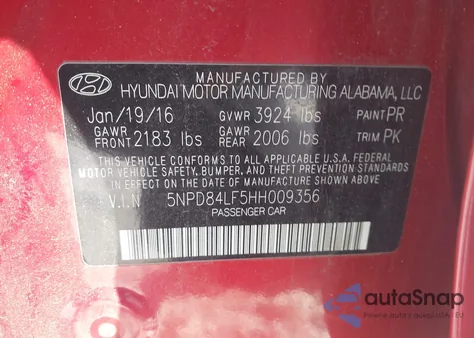 MANUFACTURED BY
HYUNDAI MOTOR MANUFACTURING ALABAMA, LLC
Jan/19/16 GVWR 3924 lbs PAINT PR
GAWR FRONT 2183 lbs GAWR REAR 2006 lbs TRIM PK
THIS VEHICLE CONFORMS TO ALL APPLICABLE U.S.A. FEDERAL
MOTOR VEHICLE SAFETY, BUMPER, AND THEFT PREVENTION STANDARDS
IN EFFECT ON THE DATE OF MANUFACTURE SHOWN ABOVE.
V.I.N 5NPD84LF5HH009356
PASSENGER CAR
autoSnap